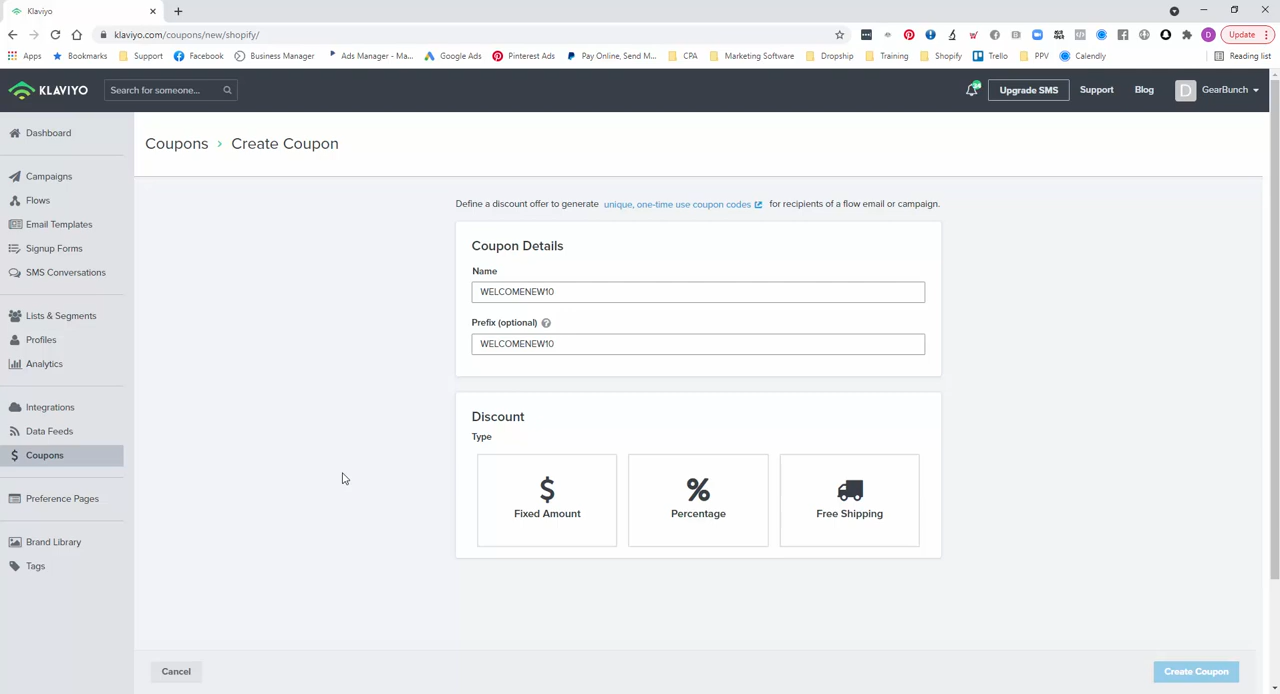 Klaviyo
klaviyo.com/coupons/new/shopify/
Update
Apps Bookmarks Support Facebook Business Manager Ads Manager - Ma... Google Ads Pinterest Ads Pay Online, Send M... CPA Marketing Software Dropship Training Shopify Trello PPV Calendly Reading list
KLAVIYO Search for someone... Upgrade SMS Support Blog D GearBunch
Dashboard
Campaigns
Flows
Email Templates
Signup Forms
SMS Conversations
Lists & Segments
Profiles
Analytics
Integrations
Data Feeds
Coupons
Preference Pages
Brand Library
Tags
Coupons › Create Coupon
Define a discount offer to generate unique, one-time use coupon codes for recipients of a flow email or campaign.
Coupon Details
Name
WELCOMENEW10
Prefix (optional) ?
WELCOMENEW10
Discount
Type
$ % 
Fixed Amount Percentage Free Shipping
Cancel Create Coupon